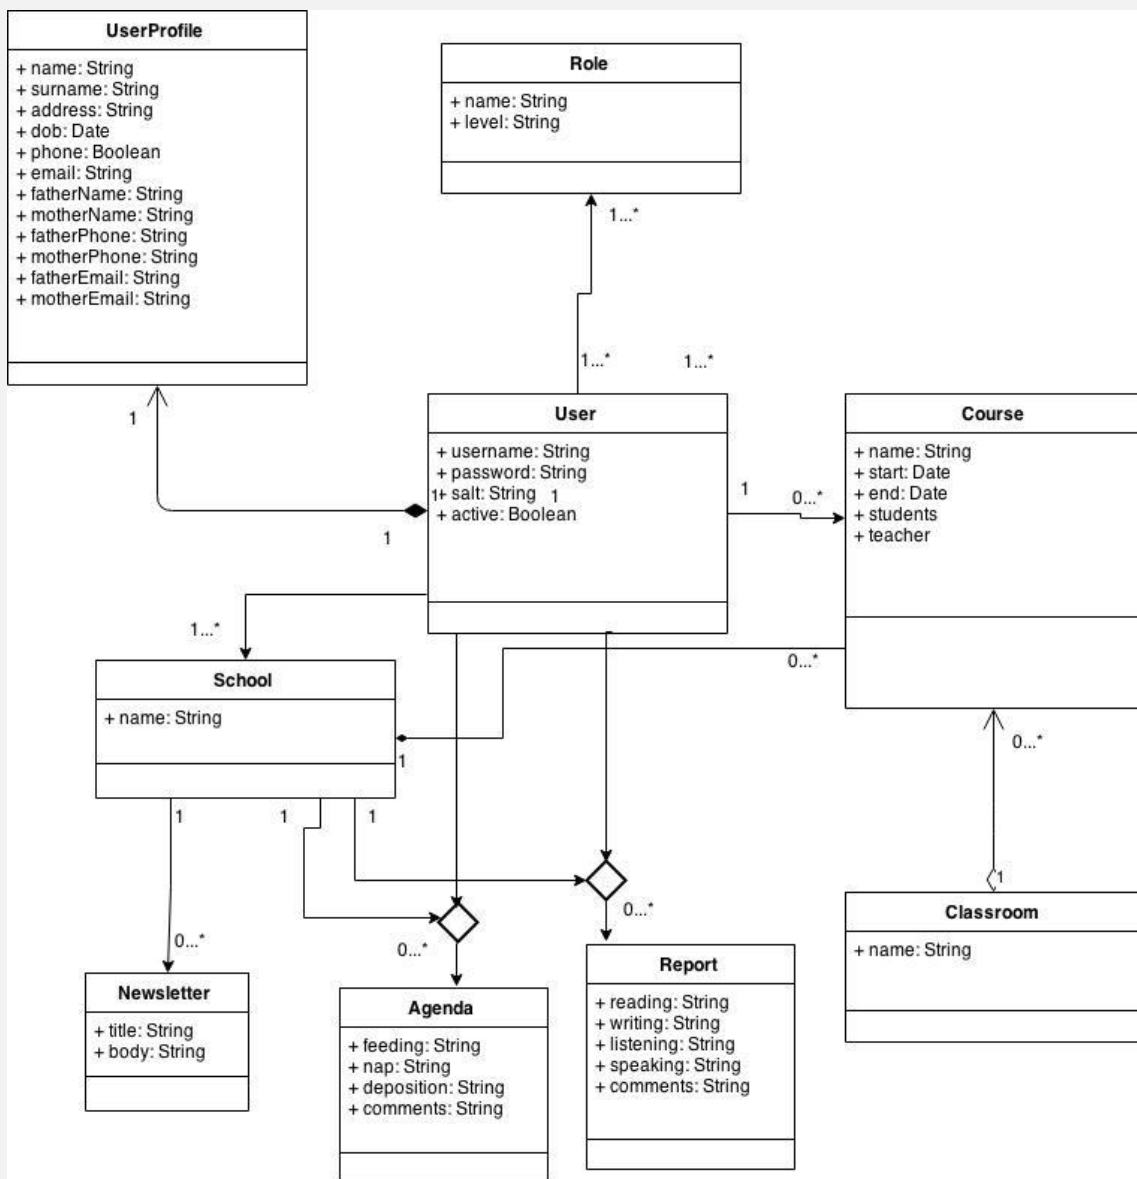 UserProfile
+ name: String
+ surname: String
+ address: String
+ dob: Date
+ phone: Boolean
+ email: String
+ fatherName: String
+ motherName: String
+ fatherPhone: String
+ motherPhone: String
+ fatherEmail: String
+ motherEmail: String
Role
+ name: String
+ level: String
1...*
1...*
1...*
1
User
+ username: String
+ password: String
+ salt: String
+ active: Boolean
1
1
1
1
0...*
Course
+ name: String
+ start: Date
+ end: Date
+ students
+ teacher
1...*
0...*
School
+ name: String
1
0...*
1
1
1
0...*
0...*
0...*
1
Newsletter
+ title: String
+ body: String
Agenda
+ feeding: String
+ nap: String
+ deposition: String
+ comments: String
Report
+ reading: String
+ writing: String
+ listening: String
+ speaking: String
+ comments: String
Classroom
+ name: String